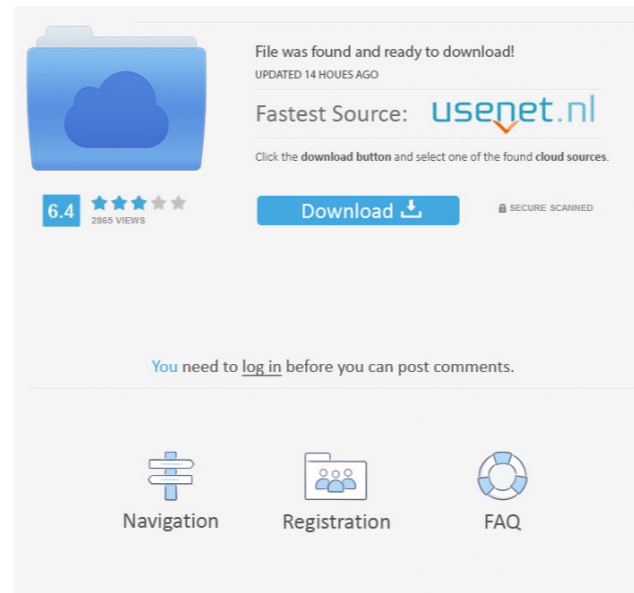 File was found and ready to download!
UPDATED 14 HOUES AGO
Fastest Source: usenet.nl
Click the download button and select one of the found cloud sources.
6.4
2865 VIEWS
Download
SECURE SCANNED
You need to log in before you can post comments.
Navigation
Registration
FAQ